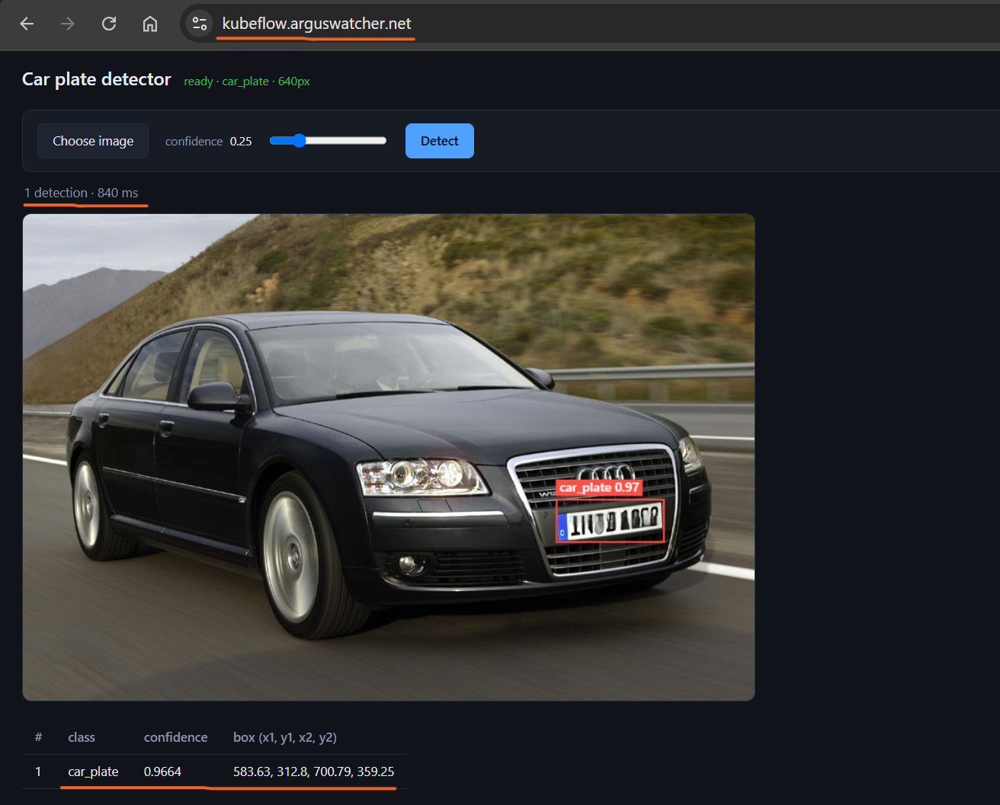 kubeflow.arguswatcher.net
Car plate detector ready · car_plate · 640px
Choose image confidence 0.25 Detect
1 detection · 840 ms
car_plate 0.97
D
# class confidence box (x1, y1, x2, y2)
1 car_plate 0.9664 583.63, 312.8, 700.79, 359.25